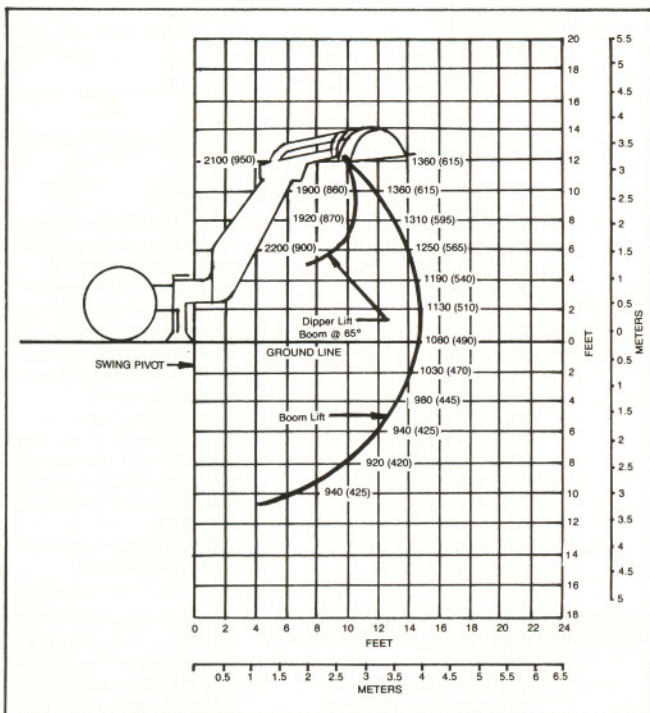 20 5.5
18 5
16 4.5
14 4
2100 (950) 1360 (615) 12 3.5
1900 (860) 1360 (615) 10 3
1920 (870) 1310 (595) 8 2.5
2200 (900) 1250 (565) 6 2
1190 (540) 4 1.5
1130 (510) 2 1
Dipper Lift
Boom @ 65°
1080 (490) 0 0.5
GROUND LINE
0
SWING PIVOT
1030 (470) 2 0.5
980 (445) 4 1
Boom Lift 1.5
940 (425) 6
920 (420) 8 2
940 (425) 10 2.5
12 3
14 3.5
16 4
18 4.5
5
FEET
METERS
0 2 4 6 8 10 12 14 16 18 20 22 24
FEET
0.5 1 1.5 2 2.5 3 3.5 4 4.5 5 5.5 6 6.5
METERS